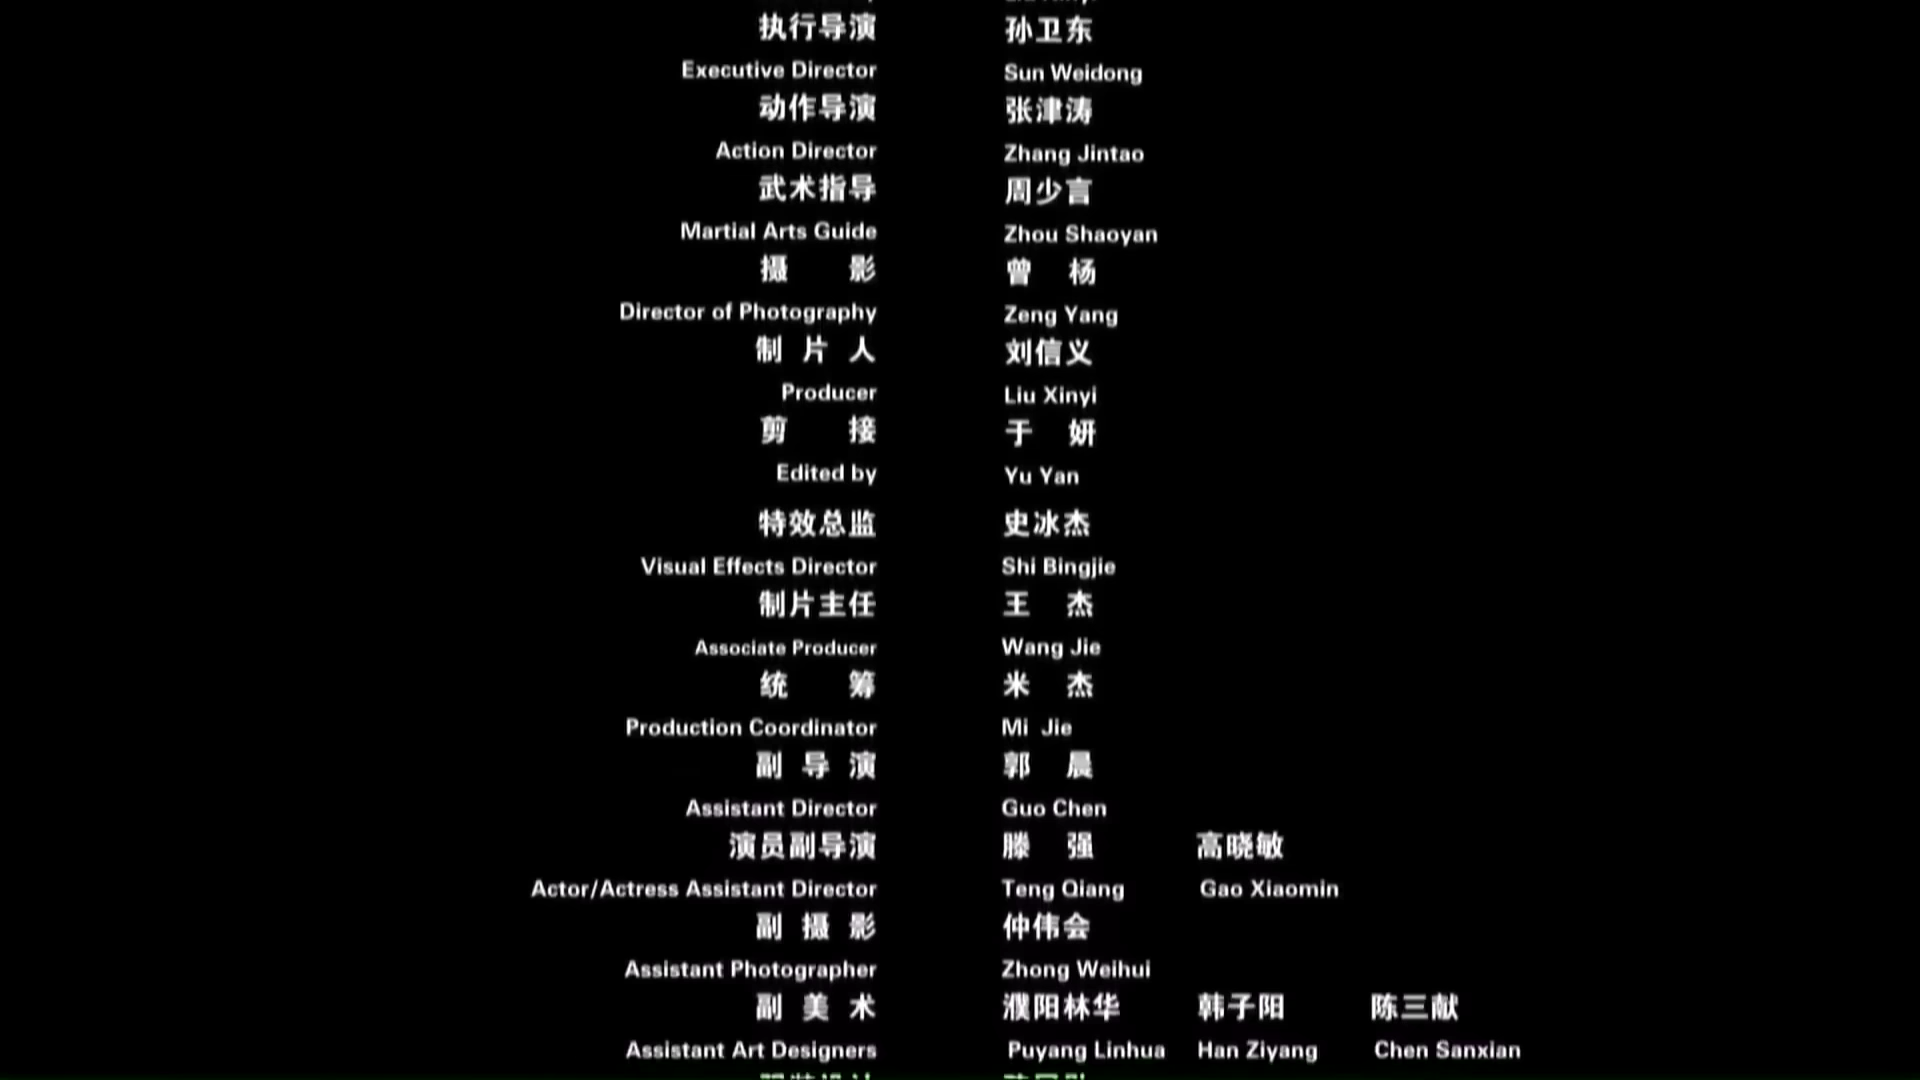 执行导演 孙卫东
Executive Director Sun Weidong
动作导演 张津涛
Action Director Zhang Jintao
武术指导 周少言
Martial Arts Guide Zhou Shaoyan
摄 影 曾 杨
Director of Photography Zeng Yang
制 片 人 刘信义
Producer Liu Xinyi
剪 接 于 妍
Edited by Yu Yan
特效总监 史冰杰
Visual Effects Director Shi Bingjie
制片主任 王 杰
Associate Producer Wang Jie
统 筹 米 杰
Production Coordinator Mi Jie
副 导 演 郭 晨
Assistant Director Guo Chen
演员副导演 滕 强 高晓敏
Actor/Actress Assistant Director Teng Qiang Gao Xiaomin
副 摄 影 仲伟会
Assistant Photographer Zhong Weihui
副 美 术 濮阳林华 韩子阳 陈三献
Assistant Art Designers Puyang Linhua Han Ziyang Chen Sanxian